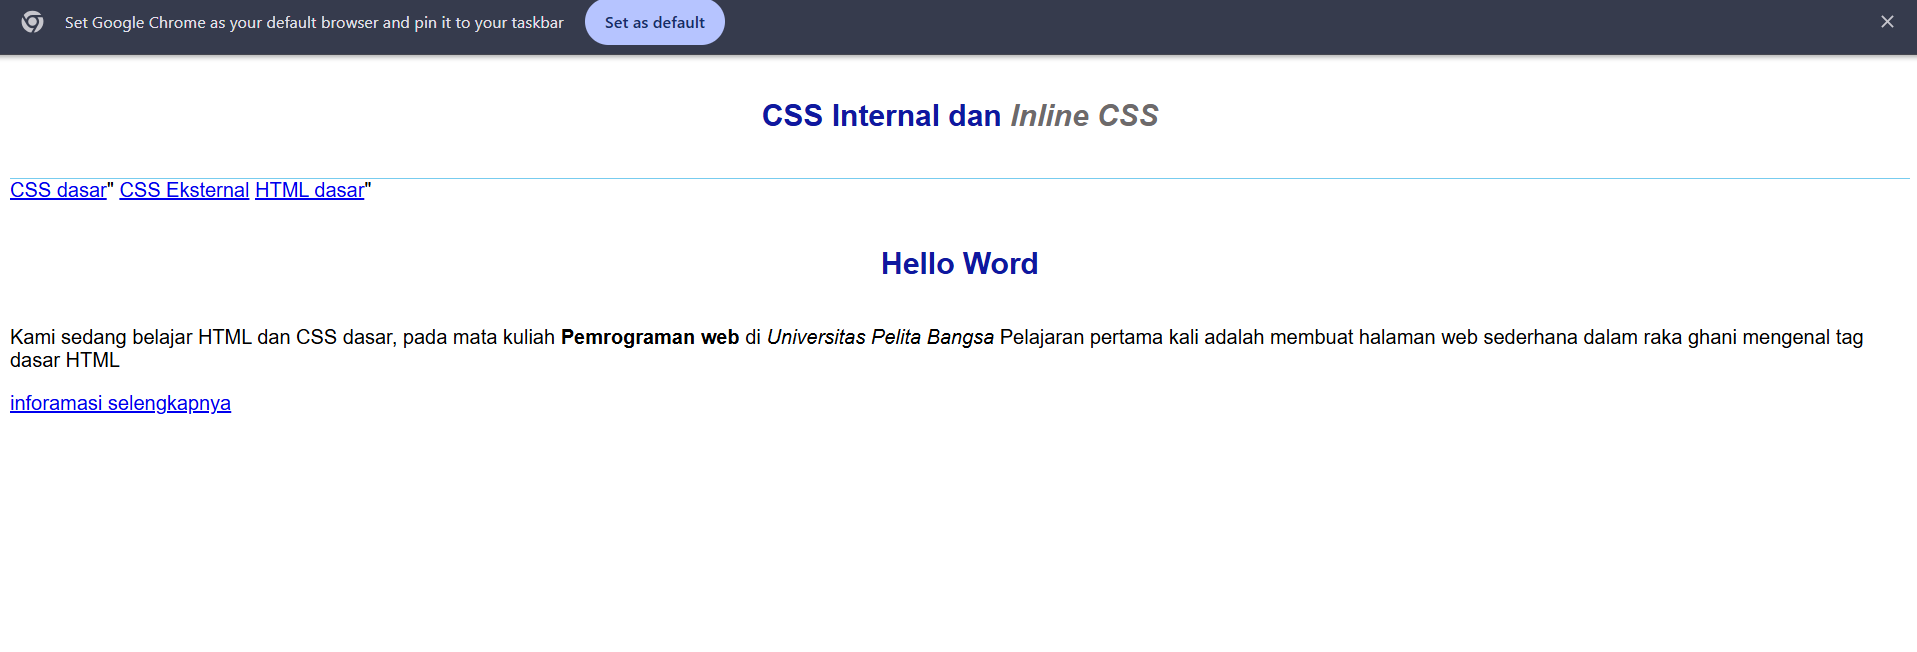 Set Google Chrome as your default browser and pin it to your taskbar Set as default
CSS Internal dan Inline CSS
CSS dasar" CSS Eksternal HTML dasar"
Hello Word
Kami sedang belajar HTML dan CSS dasar, pada mata kuliah Pemrograman web di Universitas Pelita Bangsa Pelajaran pertama kali adalah membuat halaman web sederhana dalam raka ghani mengenal tag
dasar HTML
inforamasi selengkapnya